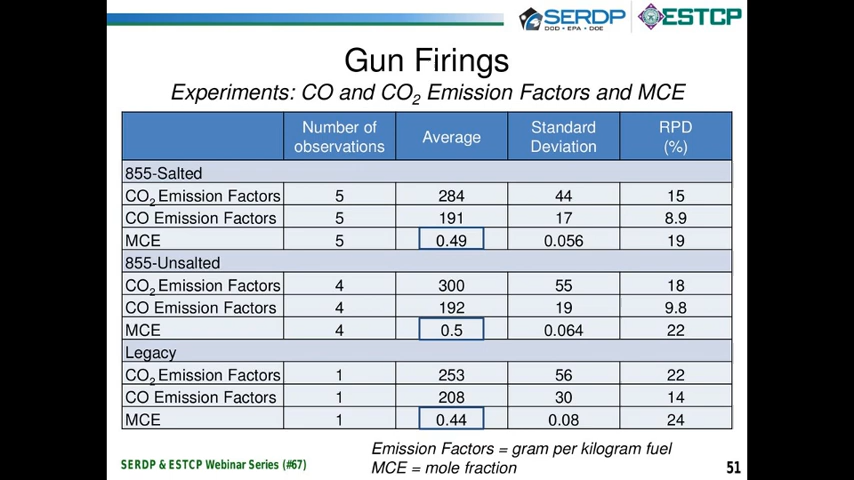 SERDP
DOD • EPA • DOE
ESTCP
Gun Firings
Experiments: CO and CO2 Emission Factors and MCE
Number of observations Average Standard Deviation RPD (%)
855-Salted
CO2 Emission Factors 5 284 44 15
CO Emission Factors 5 191 17 8.9
MCE 5 0.49 0.056 19
855-Unsalted
CO2 Emission Factors 4 300 55 18
CO Emission Factors 4 192 19 9.8
MCE 4 0.5 0.064 22
Legacy
CO2 Emission Factors 1 253 56 22
CO Emission Factors 1 208 30 14
MCE 1 0.44 0.08 24
Emission Factors = gram per kilogram fuel
MCE = mole fraction
SERDP & ESTCP Webinar Series (#67)
51